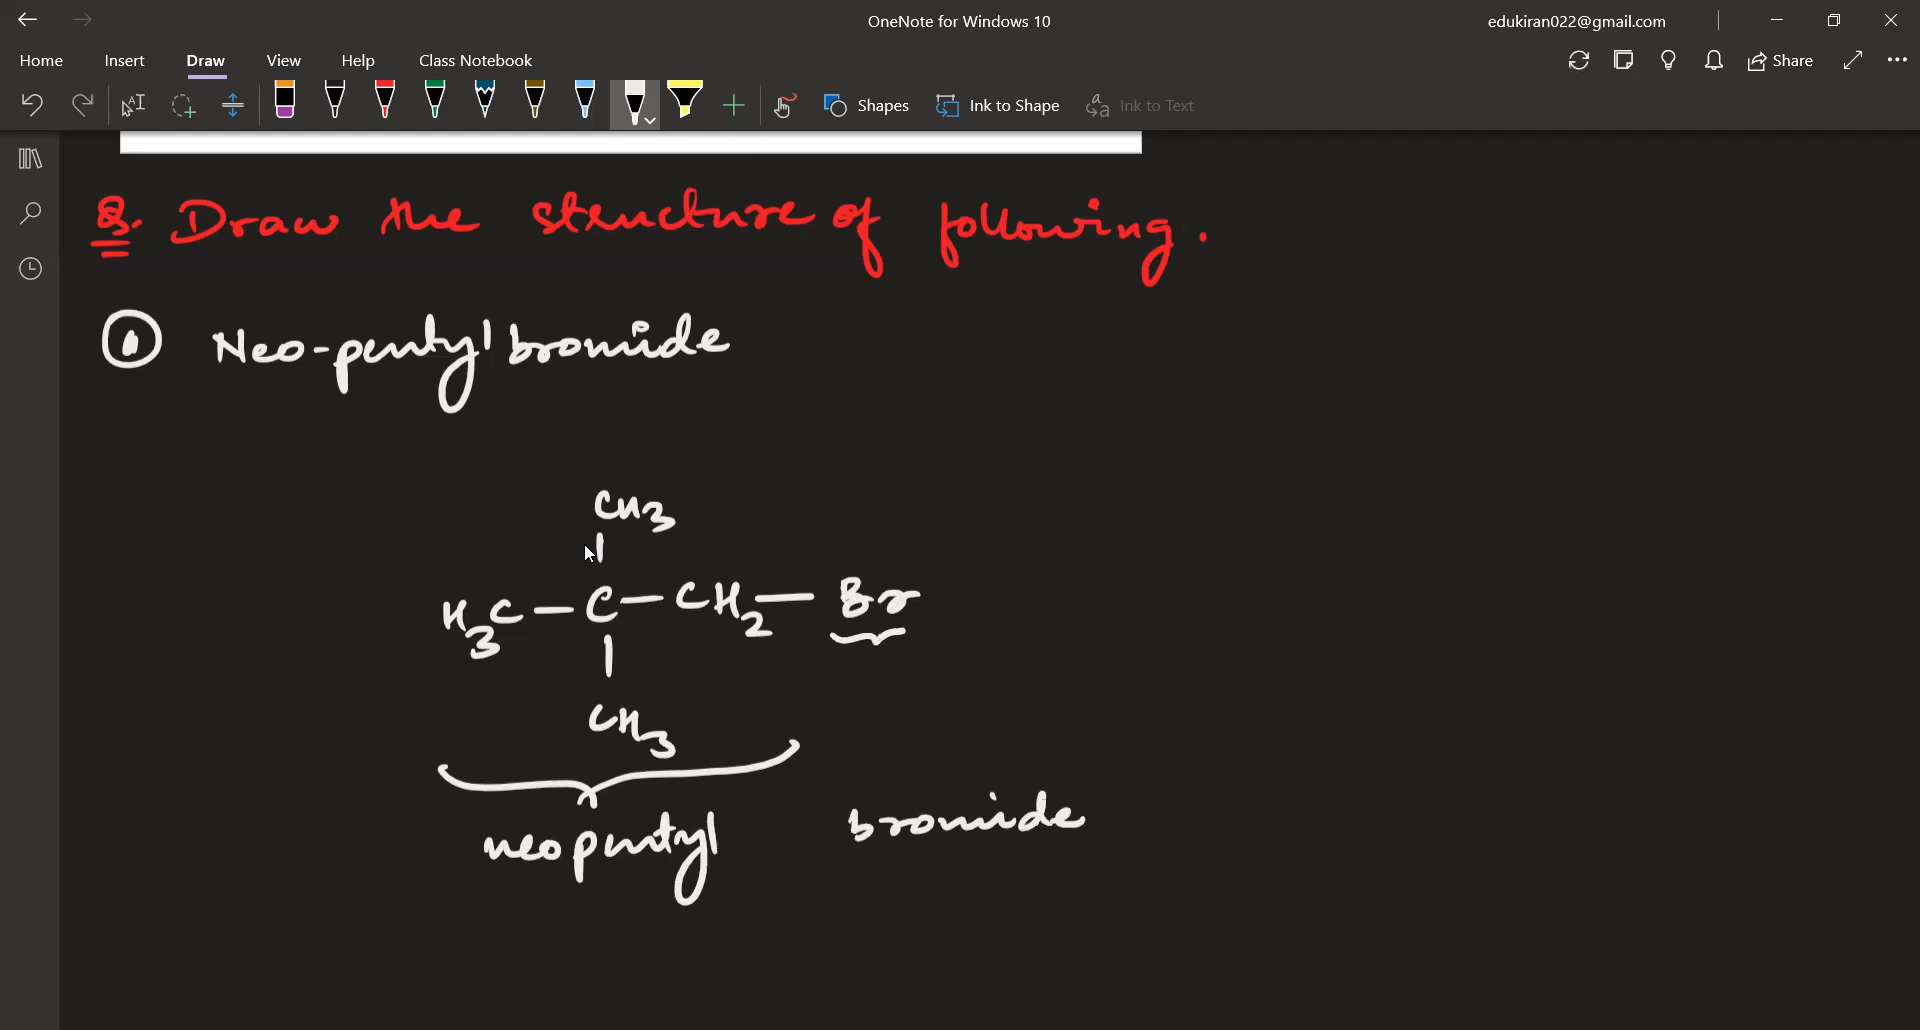 OneNote for Windows 10
edukiran022@gmail.com
Home Insert Draw View Help Class Notebook Share
Shapes Ink to Shape Ink to Text
Q. Draw the structure of following.
① Neo-pentyl bromide
CH3
|
H3C — C — CH2 — Br
|
CH3
neopentyl bromide